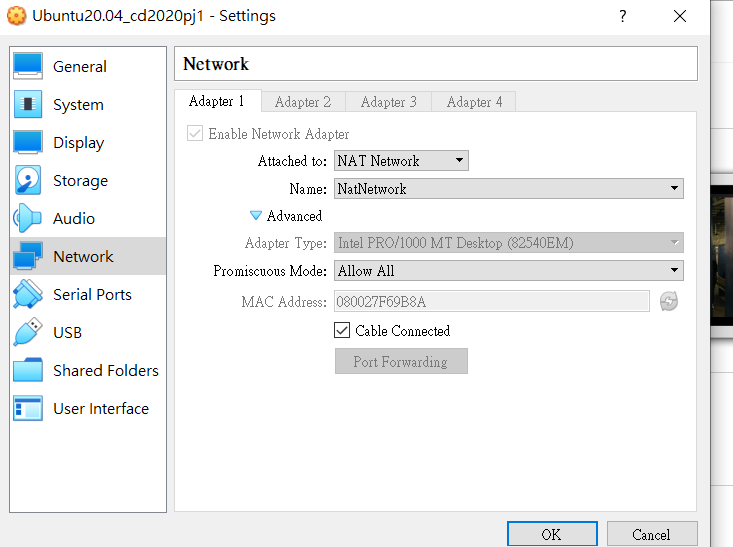 Ubuntu20.04_cd2020pj1 - Settings
?
General
System
Display
Storage
Audio
Network
Serial Ports
USB
Shared Folders
User Interface
Network
Adapter 1 Adapter 2 Adapter 3 Adapter 4
Enable Network Adapter
Attached to: NAT Network
Name: NatNetwork
Advanced
Adapter Type: Intel PRO/1000 MT Desktop (82540EM)
Promiscuous Mode: Allow All
MAC Address: 080027F69B8A
Cable Connected
Port Forwarding
OK Cancel